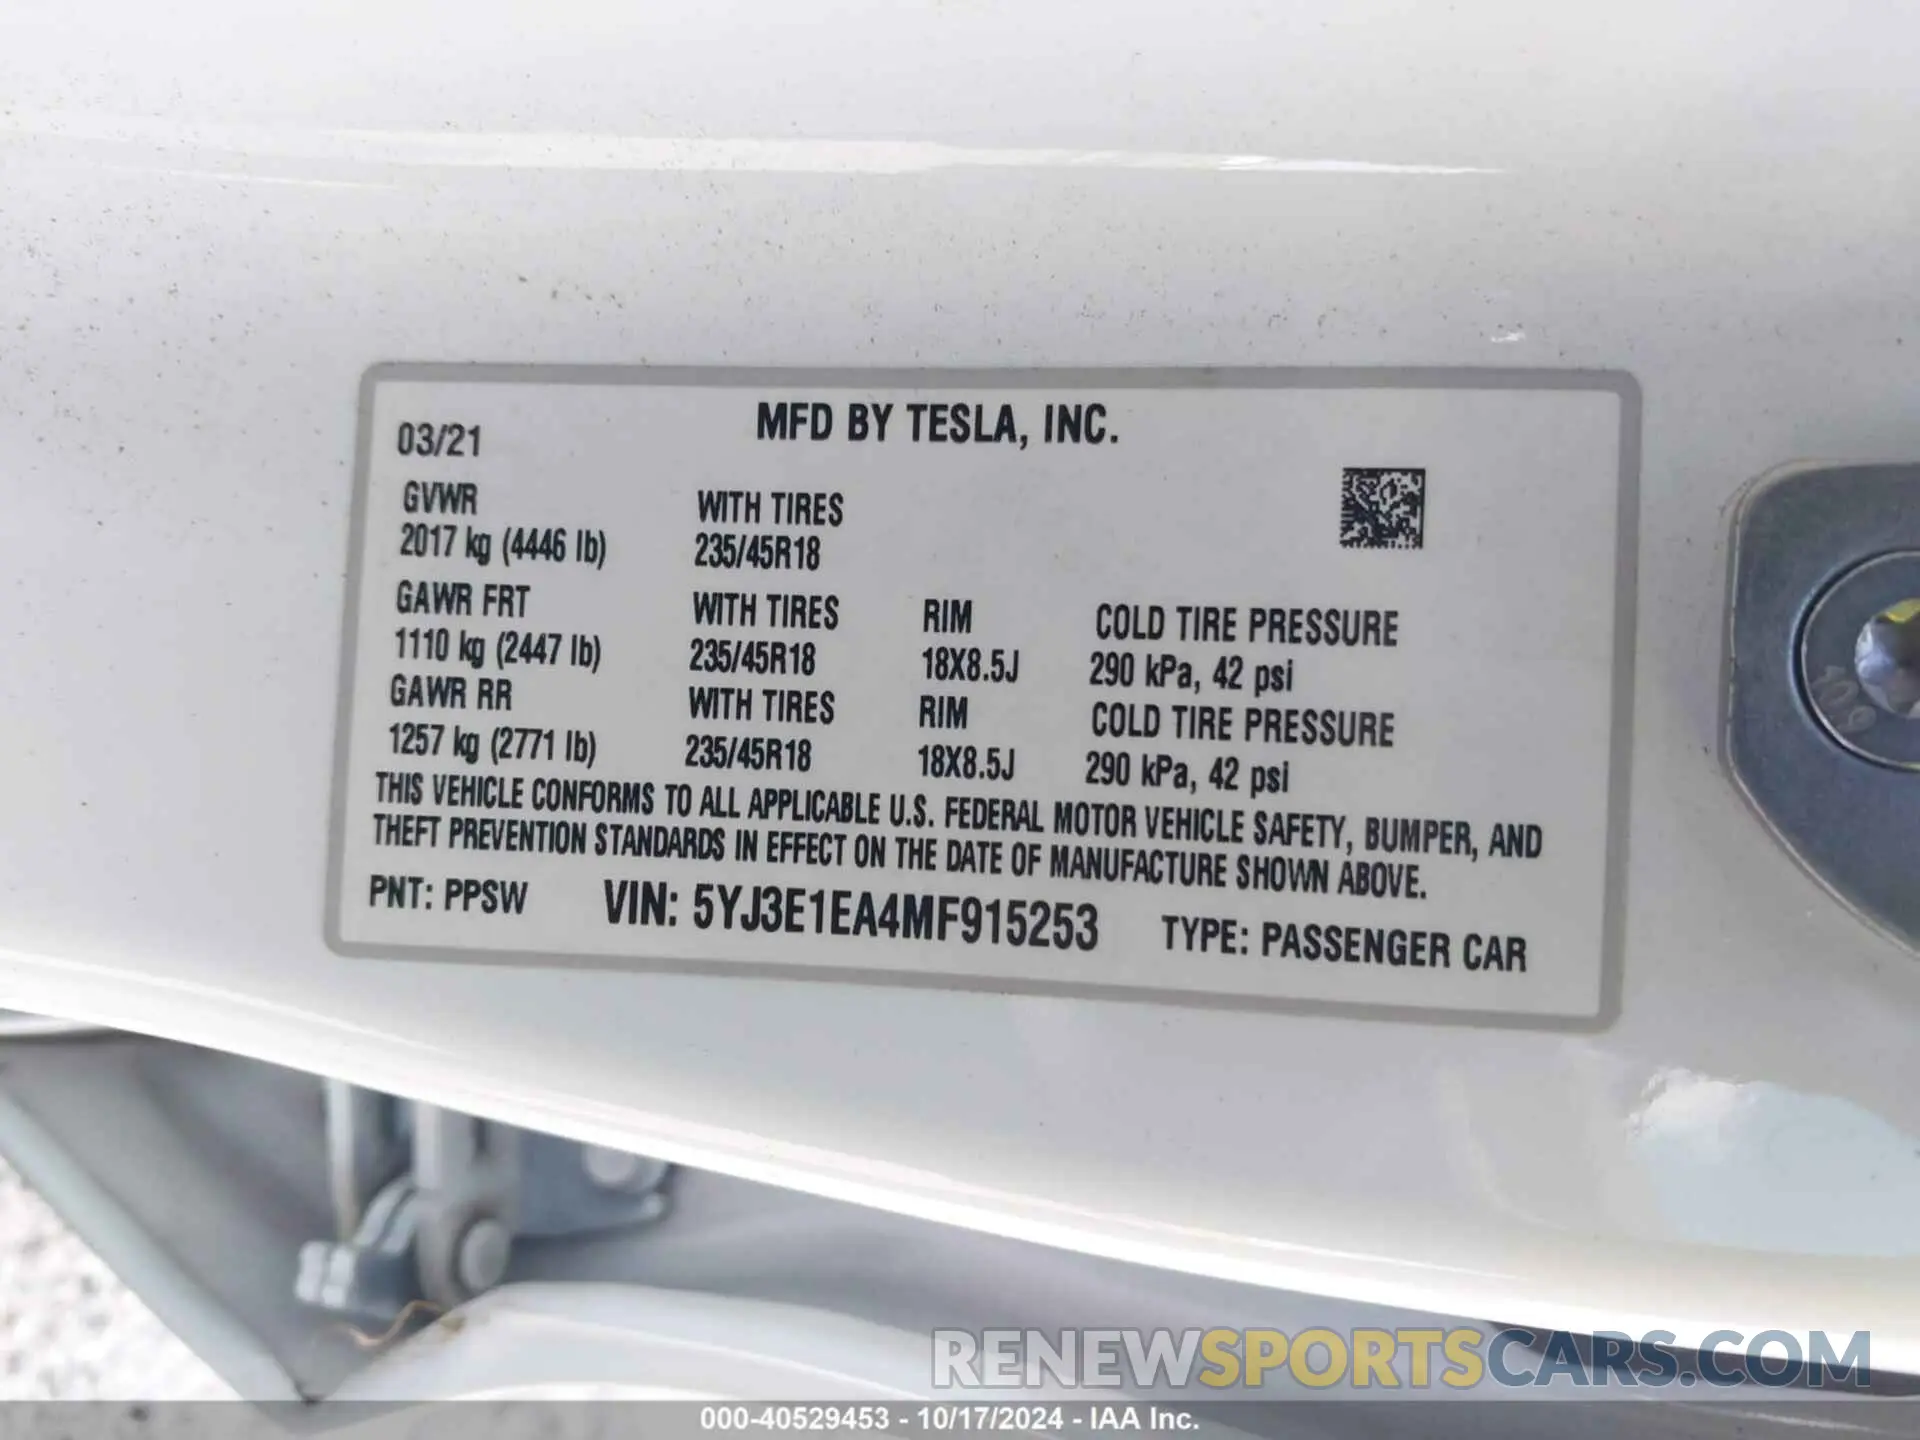 03/21
MFD BY TESLA, INC.
GVWR WITH TIRES
2017 kg (4446 lb) 235/45R18
GAWR FRT WITH TIRES RIM COLD TIRE PRESSURE
1110 kg (2447 lb) 235/45R18 18X8.5J 290 kPa, 42 psi
GAWR RR WITH TIRES RIM COLD TIRE PRESSURE
1257 kg (2771 lb) 235/45R18 18X8.5J 290 kPa, 42 psi
THIS VEHICLE CONFORMS TO ALL APPLICABLE U.S. FEDERAL MOTOR VEHICLE SAFETY, BUMPER, AND
THEFT PREVENTION STANDARDS IN EFFECT ON THE DATE OF MANUFACTURE SHOWN ABOVE.
PNT: PPSW VIN: 5YJ3E1EA4MF915253 TYPE: PASSENGER CAR
RENEWSPORTSCARS.COM
000-40529453 - 10/17/2024 - IAA Inc.